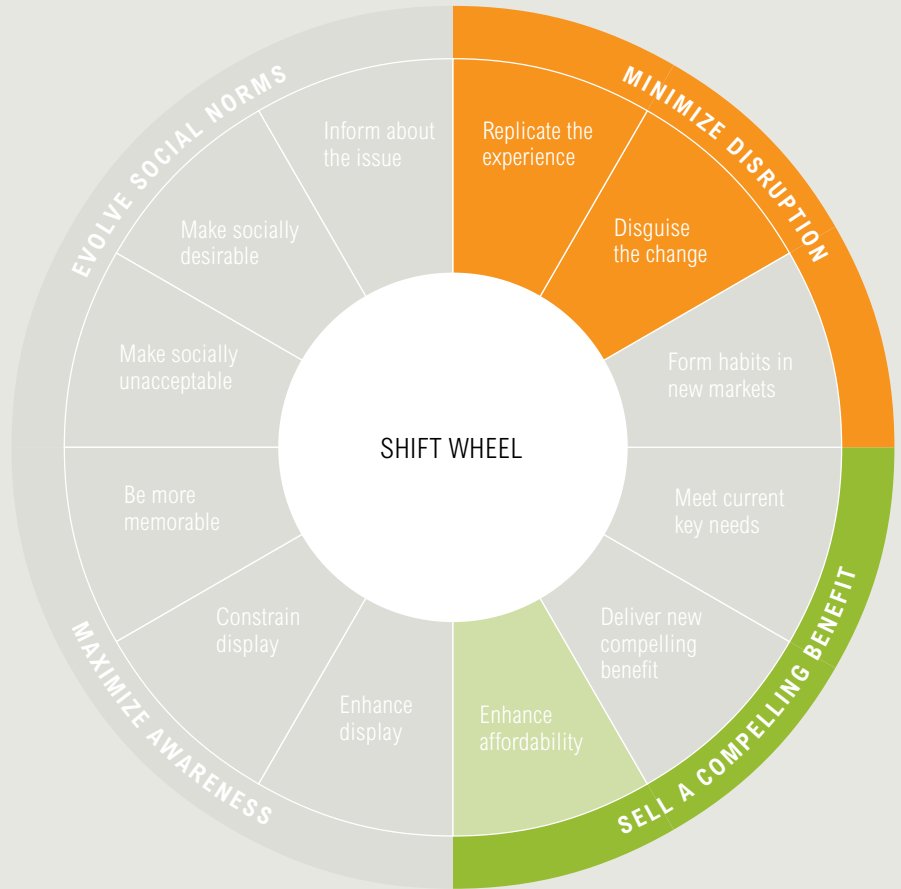 MINIMIZE DISRUPTION
Replicate the
experience
Disguise
the change
Form habits in
new markets
SELL A COMPELLING BENEFIT
Meet current
key needs
Deliver new
compelling
benefit
Enhance
affordability
MAXIMIZE AWARENESS
Enhance
display
Constrain
display
Be more
memorable
EVOLVE SOCIAL NORMS
Make socially
unacceptable
Make socially
desirable
Inform about
the issue
SHIFT WHEEL